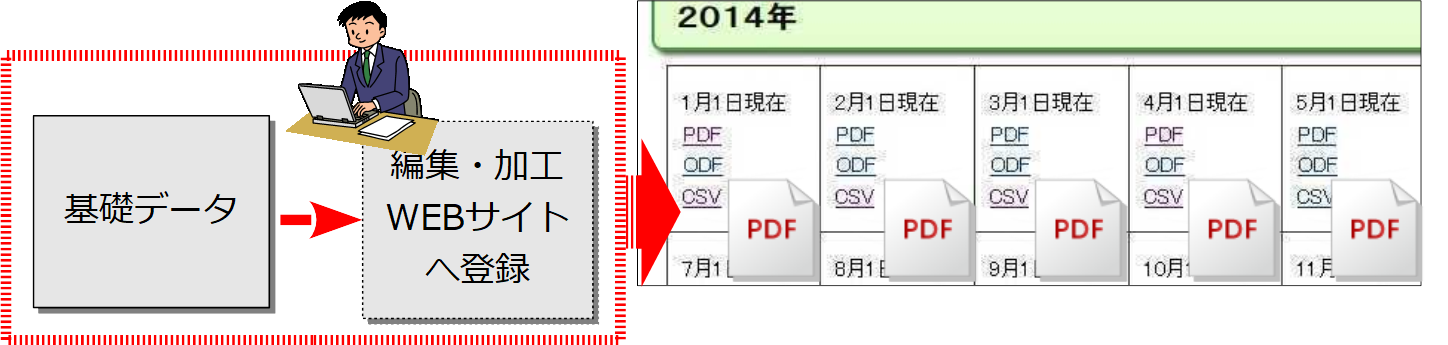 基礎データ
編集・加工
WEBサイト
へ登録
2014年
1月1日現在
PDF
ODF
CSV
PDF
2月1日現在
PDF
ODF
CSV
PDF
3月1日現在
PDF
ODF
CSV
PDF
4月1日現在
PDF
ODF
CSV
PDF
5月1日現在
PDF
ODF
CSV
PDF
7月1
8月1
9月1
10月
11月